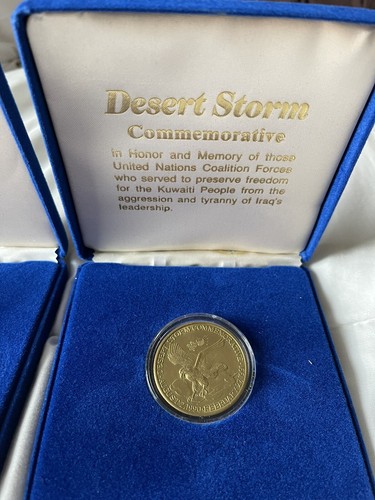 Desert Storm
Commemorative
In Honor and Memory of those
United Nations Coalition Forces
who served to preserve freedom
for the Kuwaiti People from the
aggression and tyranny of Iraq's
leadership.